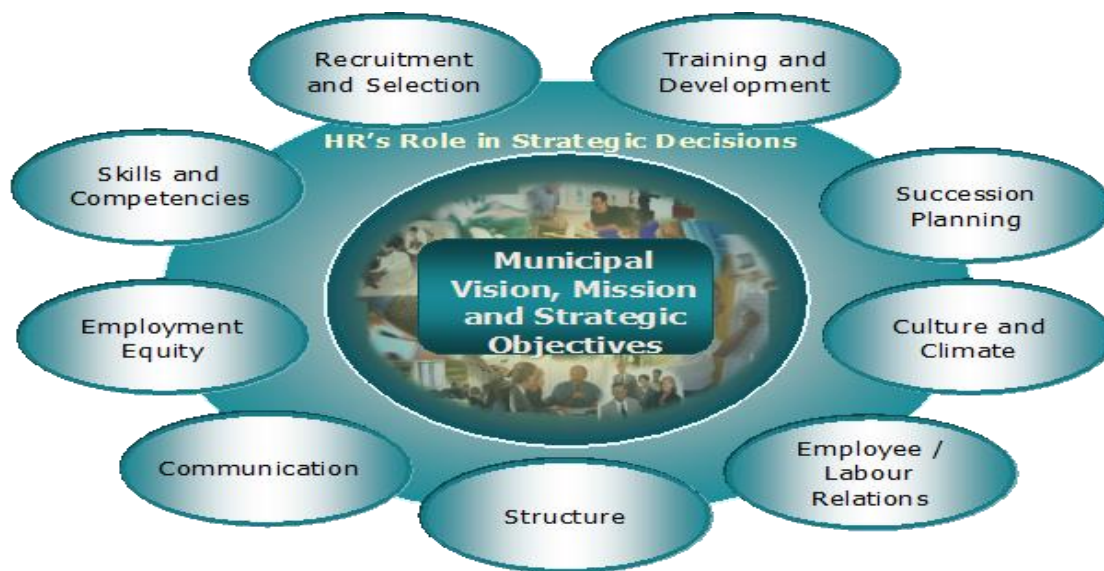 Recruitment
and Selection
Training and
Development
HR's Role in Strategic Decisions
Skills and
Competencies
Succession
Planning
Municipal
Vision, Mission
and Strategic
Objectives
Employment
Equity
Culture and
Climate
Communication
Employee /
Labour
Relations
Structure